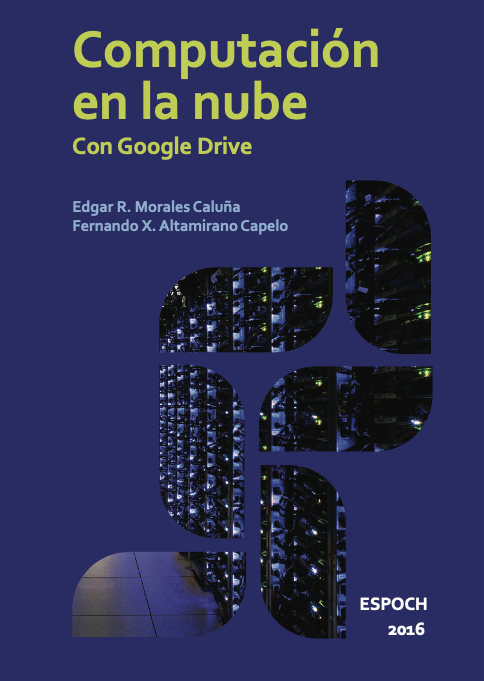 Computación
en la nube
Con Google Drive
Edgar R. Morales Caluña
Fernando X. Altamirano Capelo
ESPOCH
2016